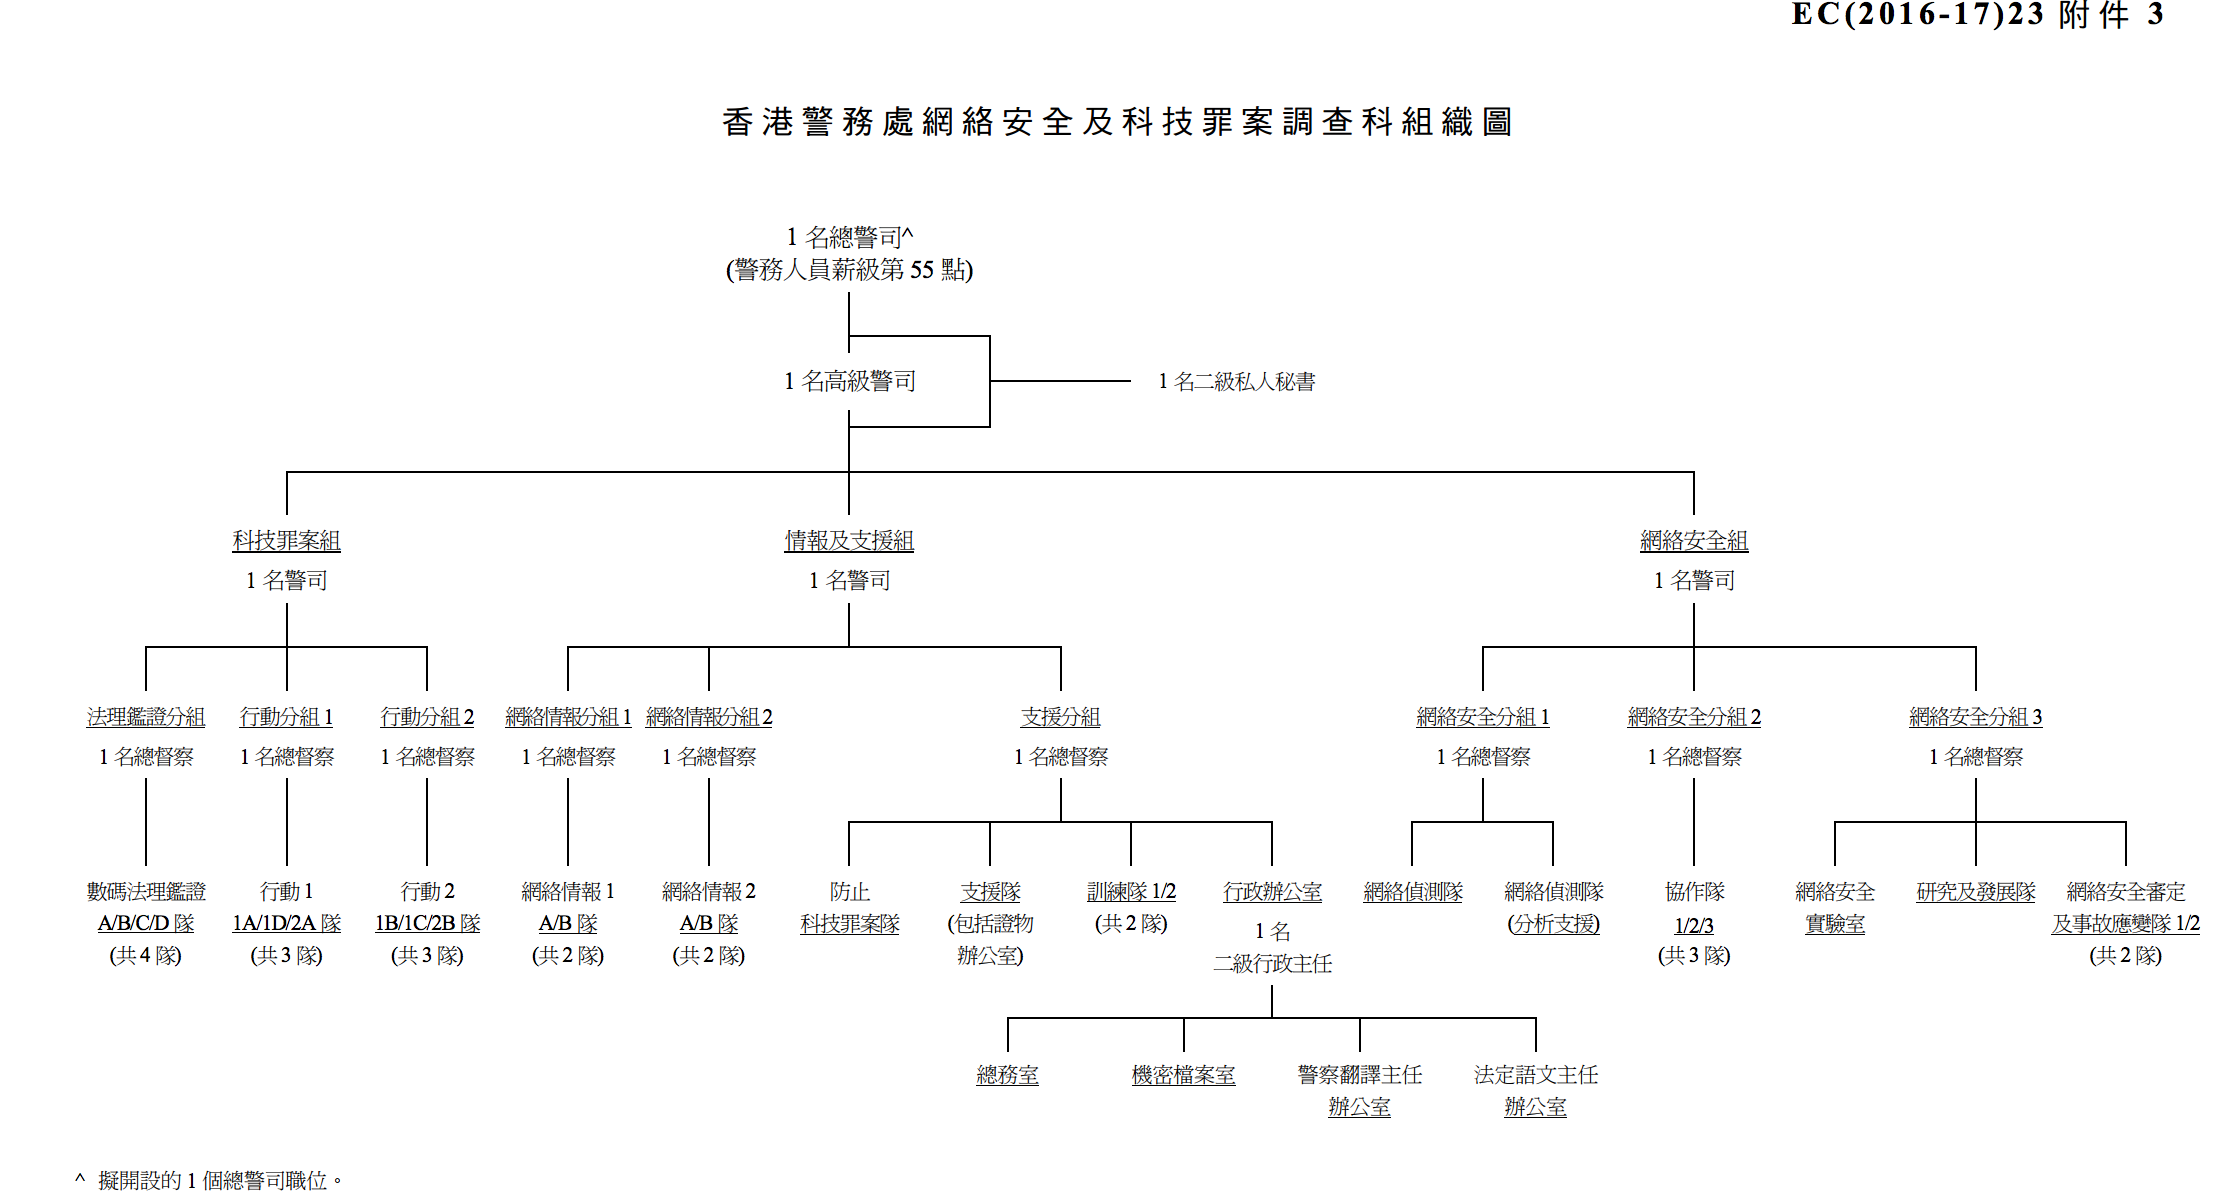 EC(2016-17)23 附件 3
香港警務處網絡安全及科技罪案調查科組織圖
1 名總警司^
(警務人員薪級第 55 點)
1 名高級警司
1 名二級私人秘書
科技罪案組
1 名警司
情報及支援組
1 名警司
網絡安全組
1 名警司
法理鑑證分組
1 名總督察
行動分組 1
1 名總督察
行動分組 2
1 名總督察
網絡情報分組 1
1 名總督察
網絡情報分組 2
1 名總督察
支援分組
1 名總督察
網絡安全分組 1
1 名總督察
網絡安全分組 2
1 名總督察
網絡安全分組 3
1 名總督察
數碼法理鑑證
A/B/C/D 隊
(共 4 隊)
行動 1
1A/1D/2A 隊
(共 3 隊)
行動 2
1B/1C/2B 隊
(共 3 隊)
網絡情報 1
A/B 隊
(共 2 隊)
網絡情報 2
A/B 隊
(共 2 隊)
防止
科技罪案隊
支援隊
(包括證物
辦公室)
訓練隊 1/2
(共 2 隊)
行政辦公室
1 名
二級行政主任
網絡偵測隊
網絡偵測隊
(分析支援)
協作隊
1/2/3
(共 3 隊)
網絡安全
實驗室
研究及發展隊
網絡安全審定
及事故應變隊 1/2
(共 2 隊)
總務室
機密檔案室
警察翻譯主任
辦公室
法定語文主任
辦公室
^ 擬開設的 1 個總警司職位。